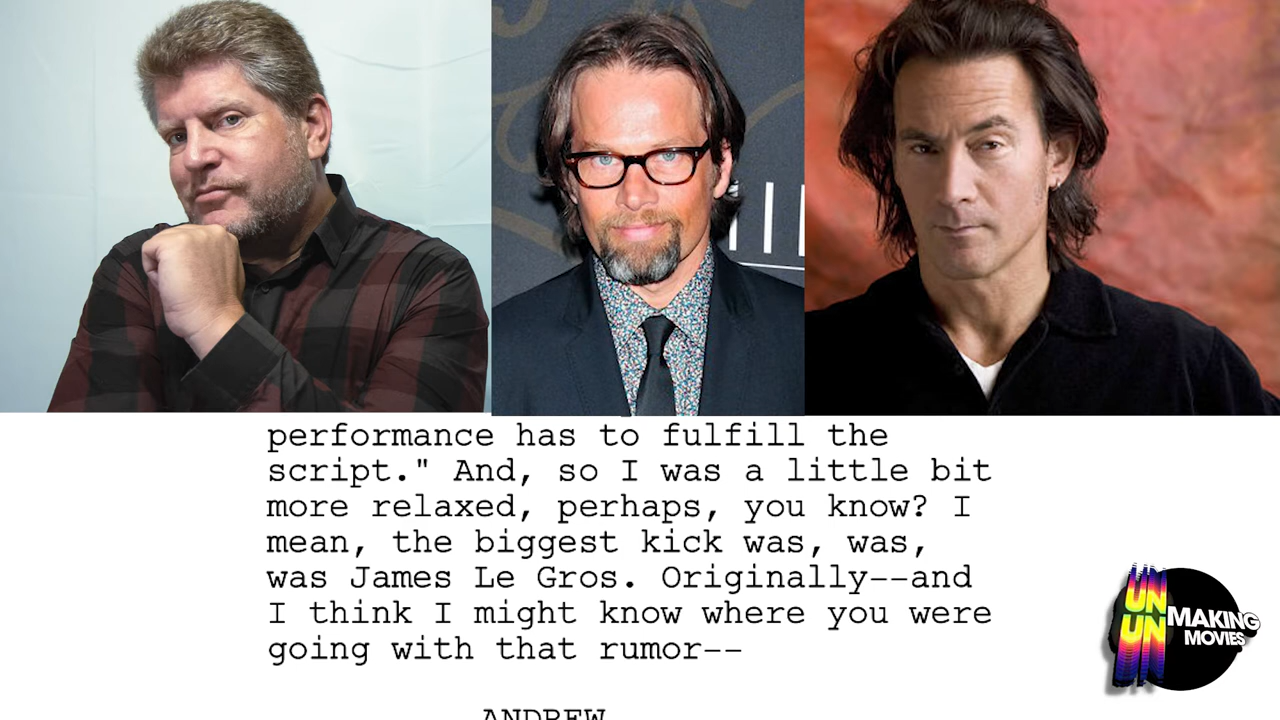 performance has to fulfill the
script." And, so I was a little bit
more relaxed, perhaps, you know? I
mean, the biggest kick was, was,
was James Le Gros. Originally--and
I think I might know where you were
going with that rumor--
ANDREW
UN MAKING
UN MOVIES